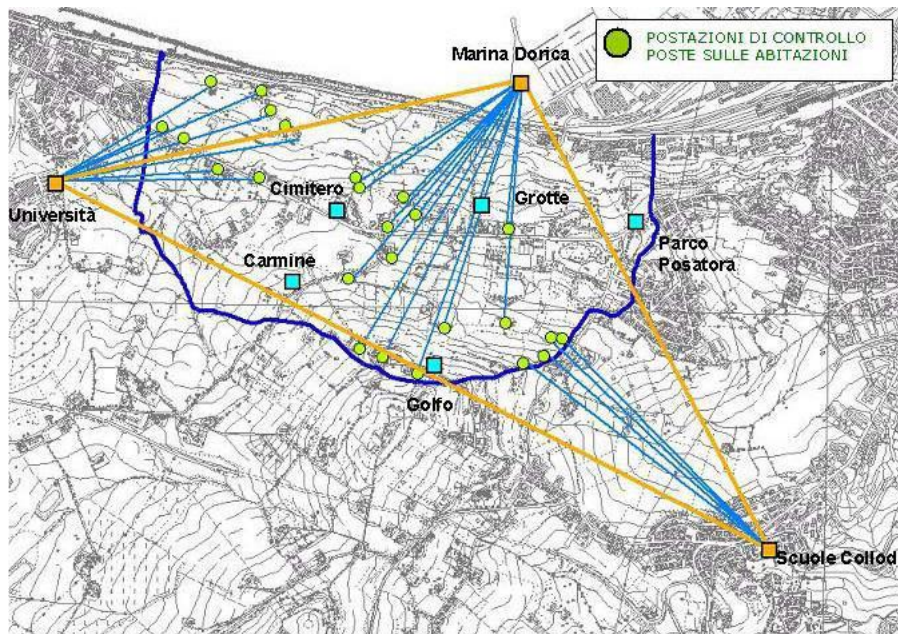 POSTAZIONI DI CONTROLLO
POSTE SULLE ABITAZIONI
Marina Dorica
Università
Cimitero
Grotte
Carmine
Parco
Posatora
Golfo
Scuole Collod